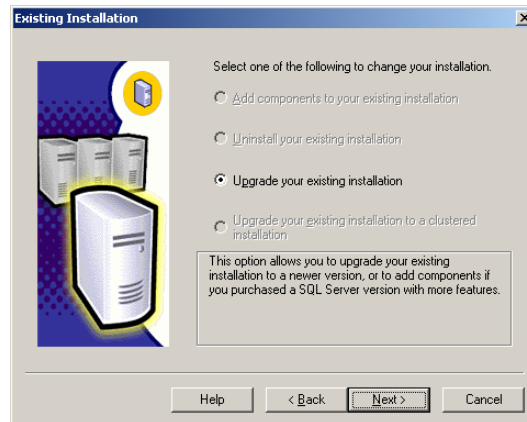 Existing Installation
Select one of the following to change your installation.
Add components to your existing installation
Uninstall your existing installation
Upgrade your existing installation
Upgrade your existing installation to a clustered
installation
This option allows you to upgrade your existing
installation to a newer version, or to add components if
you purchased a SQL Server version with more features.
Help
< Back
Next >
Cancel